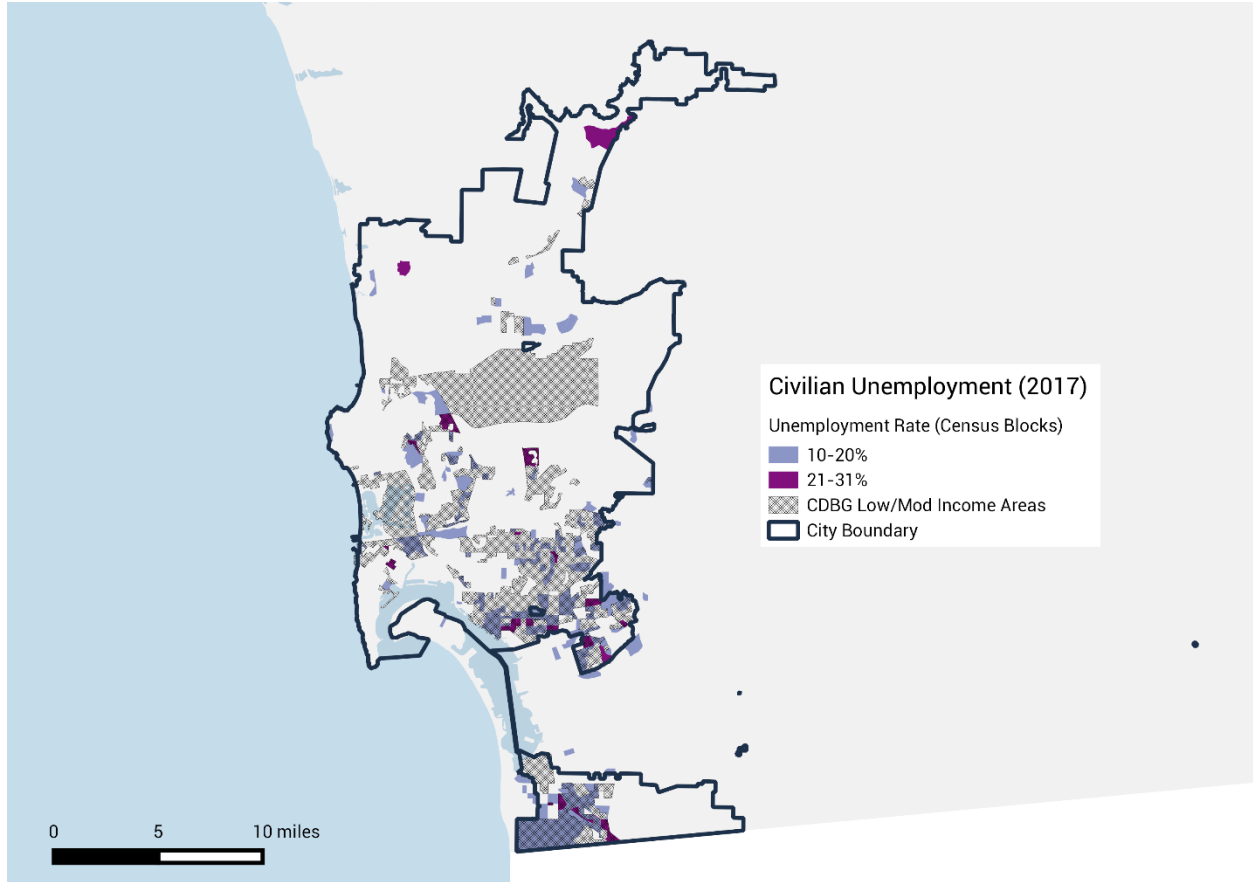 Civilian Unemployment (2017)
Unemployment Rate (Census Blocks)
10-20%
21-31%
CDBG Low/Mod Income Areas
City Boundary
0 5 10 miles